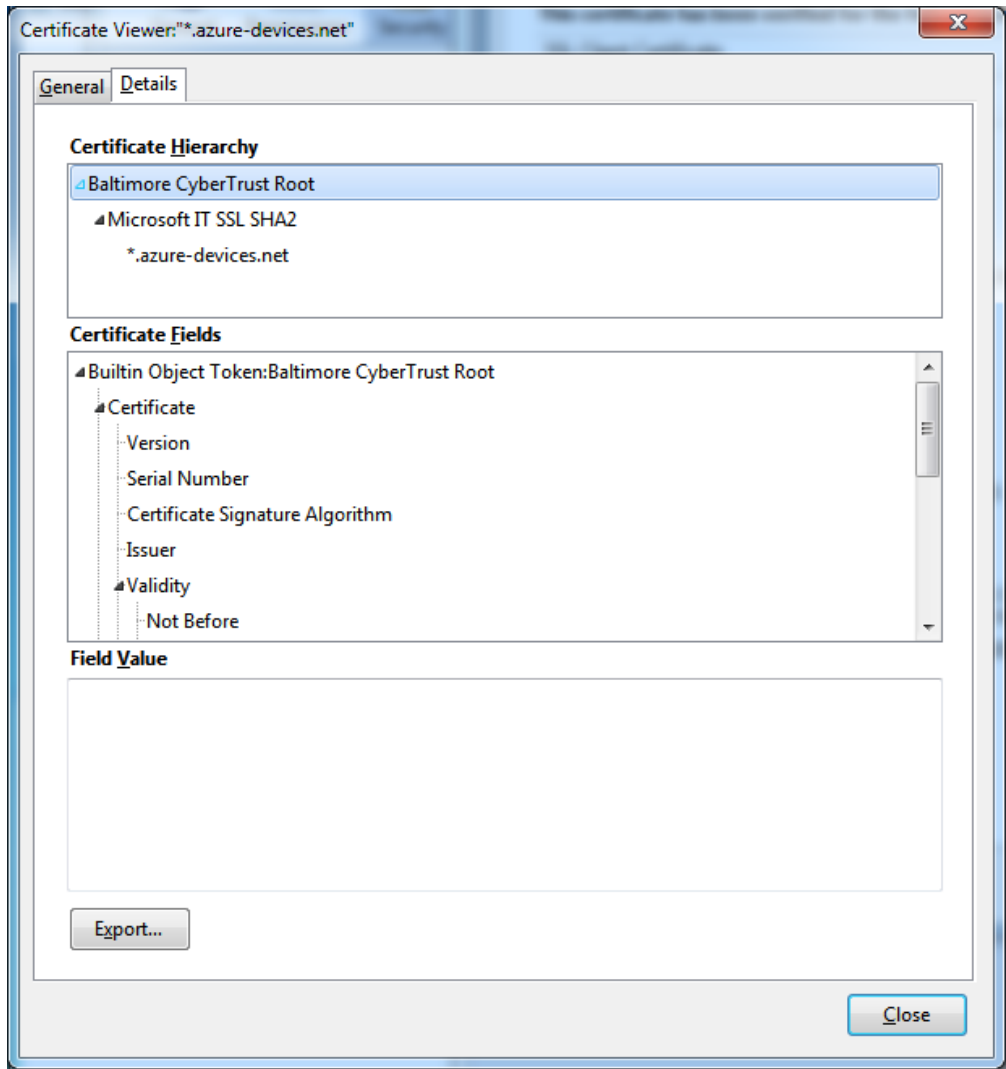 Certificate Viewer:"*.azure-devices.net"
Security
General
Details
Certificate Hierarchy
Baltimore CyberTrust Root
Microsoft IT SSL SHA2
*.azure-devices.net
Certificate Fields
Builtin Object Token:Baltimore CyberTrust Root
Certificate
Version
Serial Number
Certificate Signature Algorithm
Issuer
Validity
Not Before
Field Value
Export...
Close